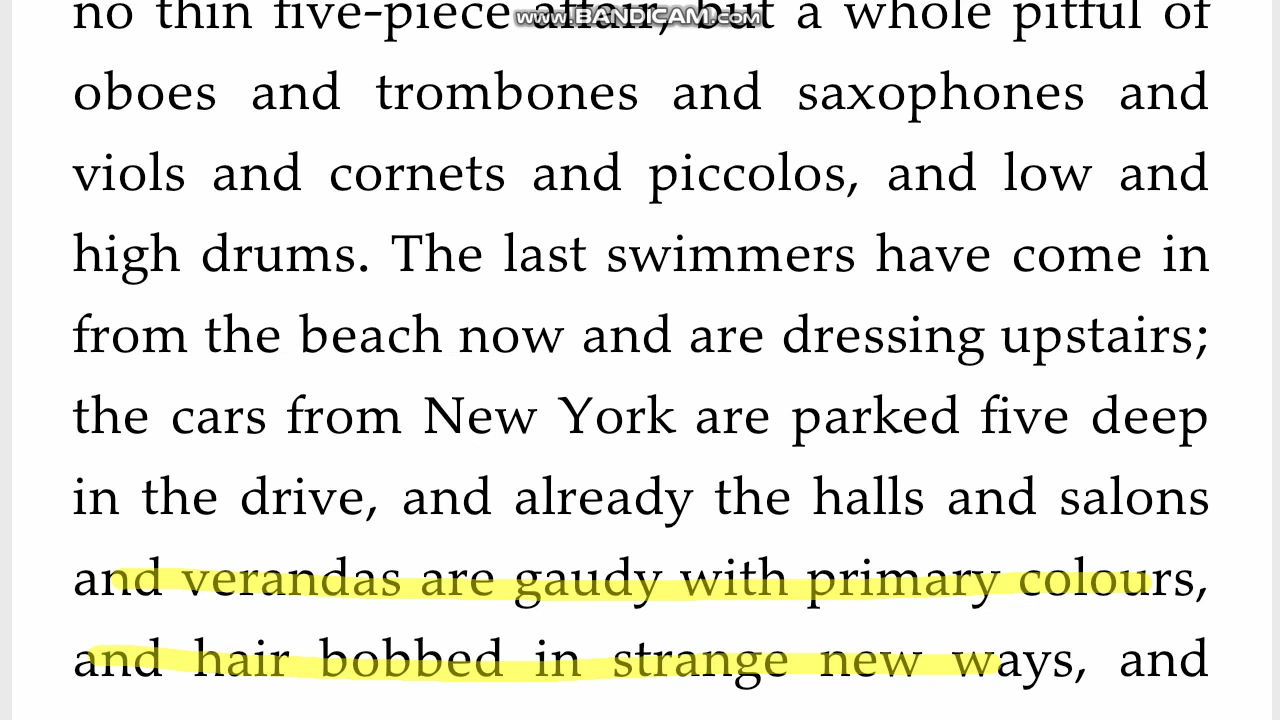 no thin five-piece affair, but a whole pitful of
www.BANDICAM.com
oboes and trombones and saxophones and
viols and cornets and piccolos, and low and
high drums. The last swimmers have come in
from the beach now and are dressing upstairs;
the cars from New York are parked five deep
in the drive, and already the halls and salons
and verandas are gaudy with primary colours,
and hair bobbed in strange new ways, and